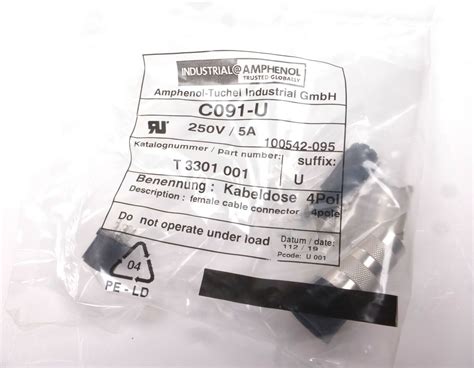 INDUSTRIAL@AMPHENOL
TRUSTED GLOBALLY
Amphenol-Tuchel Industrial GmbH
C091-U
250V / 5A
100542-095
Katalognummer / part number:
suffix:
T 3301 001
U
Benennung : Kabeldose 4Pol
Description : female cable connector 4pole
Do not operate under load
Datum / date:
112 / 19
Pcode: U 001
04
PE - LD